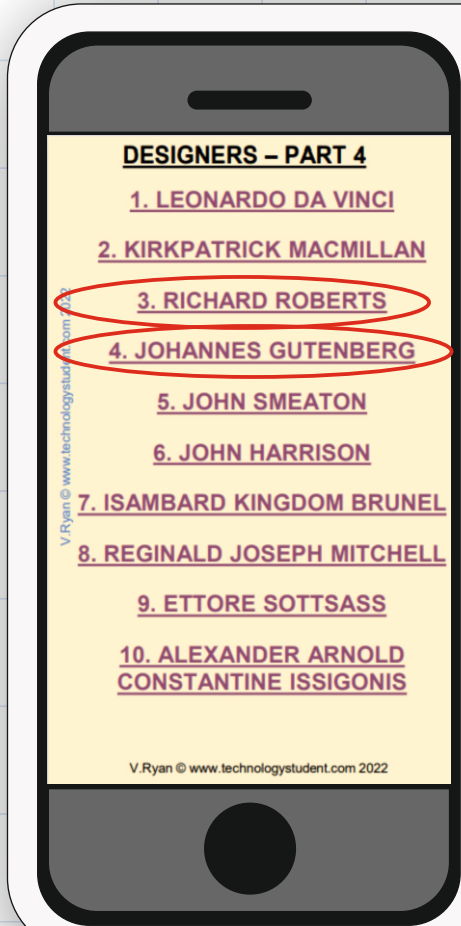 DESIGNERS – PART 4
1. LEONARDO DA VINCI
2. KIRKPATRICK MACMILLAN
3. RICHARD ROBERTS
4. JOHANNES GUTENBERG
5. JOHN SMEATON
6. JOHN HARRISON
7. ISAMBARD KINGDOM BRUNEL
8. REGINALD JOSEPH MITCHELL
9. ETTORE SOTTSASS
10. ALEXANDER ARNOLD
CONSTANTINE ISSIGONIS
V.Ryan © www.technologystudent.com 2022
V.Ryan © www.technologystudent.com 2022